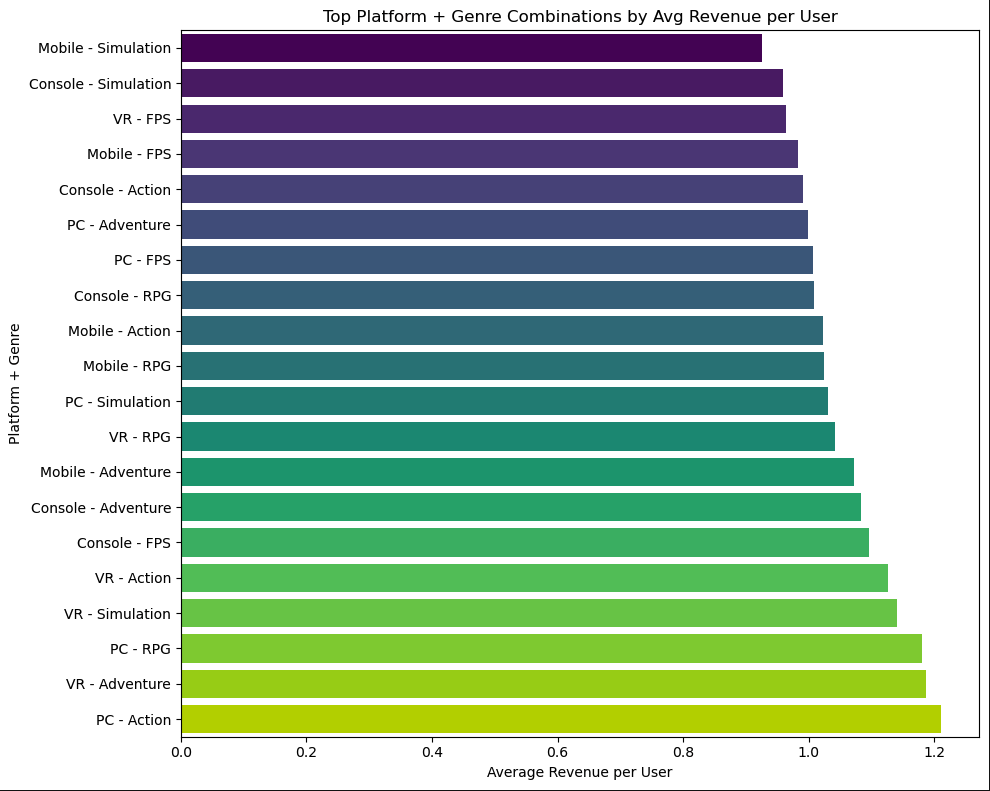 Top Platform + Genre Combinations by Avg Revenue per User
Platform + Genre
Mobile - Simulation
Console - Simulation
VR - FPS
Mobile - FPS
Console - Action
PC - Adventure
PC - FPS
Console - RPG
Mobile - Action
Mobile - RPG
PC - Simulation
VR - RPG
Mobile - Adventure
Console - Adventure
Console - FPS
VR - Action
VR - Simulation
PC - RPG
VR - Adventure
PC - Action
0.0 0.2 0.4 0.6 0.8 1.0 1.2
Average Revenue per User